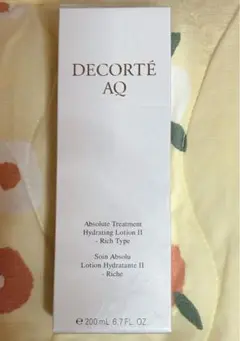 DECORTÉ
AQ
Absolute Treatment
Hydrating Lotion II
- Rich Type
Soin Absolu
Lotion Hydratante II
- Riche
℮ 200 mL 6.7 FL. OZ.